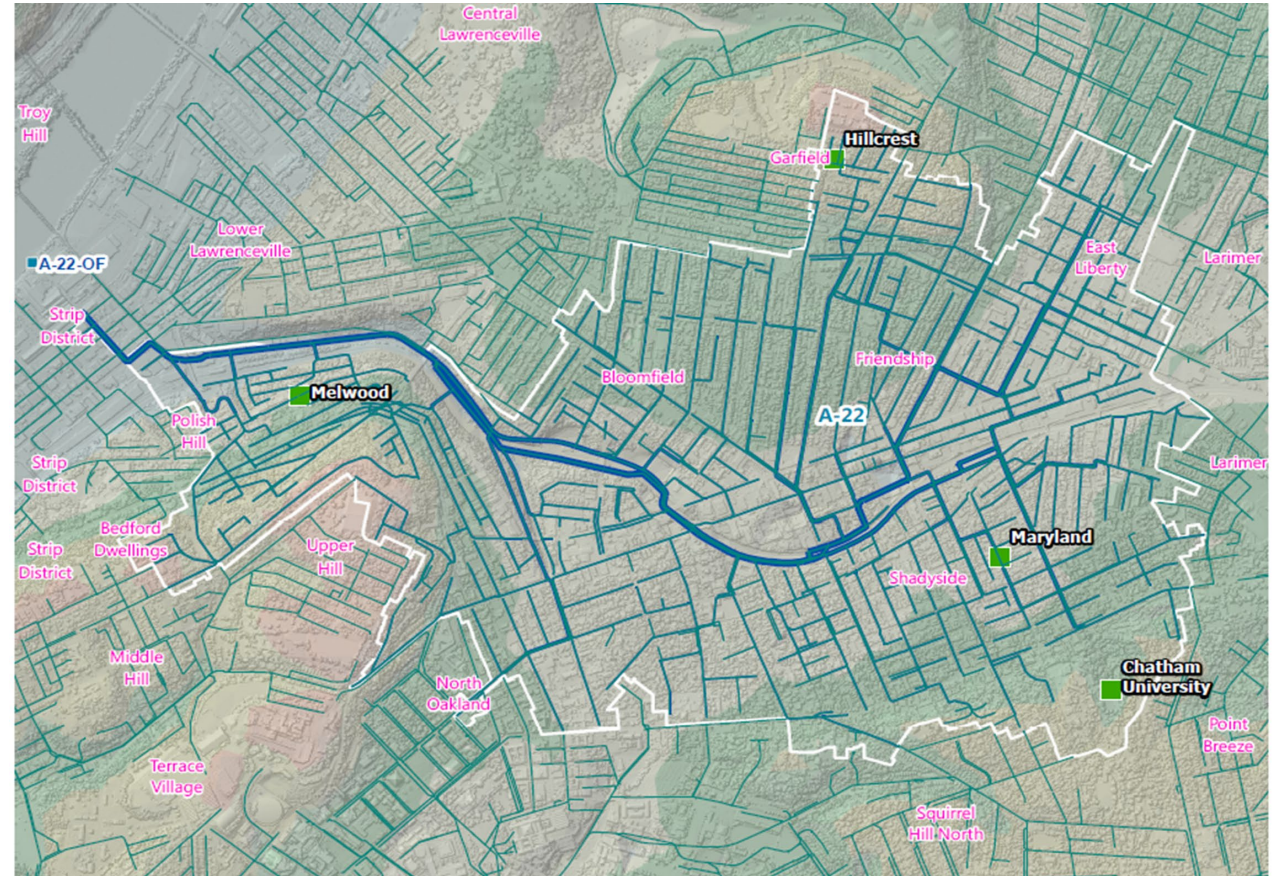 Central
Lawrenceville
Troy
Hill
Hillcrest
Garfield
Lower
Lawrenceville
East
Liberty
Larimer
A-22-OF
Strip
District
Friendship
Bloomfield
Melwood
A-22
Polish
Hill
Strip
District
Larimer
Bedford
Dwellings
Upper
Hill
Strip
District
Maryland
Shadyside
Middle
Hill
Chatham
University
North
Oakland
Point
Breeze
Terrace
Village
Squirrel
Hill North